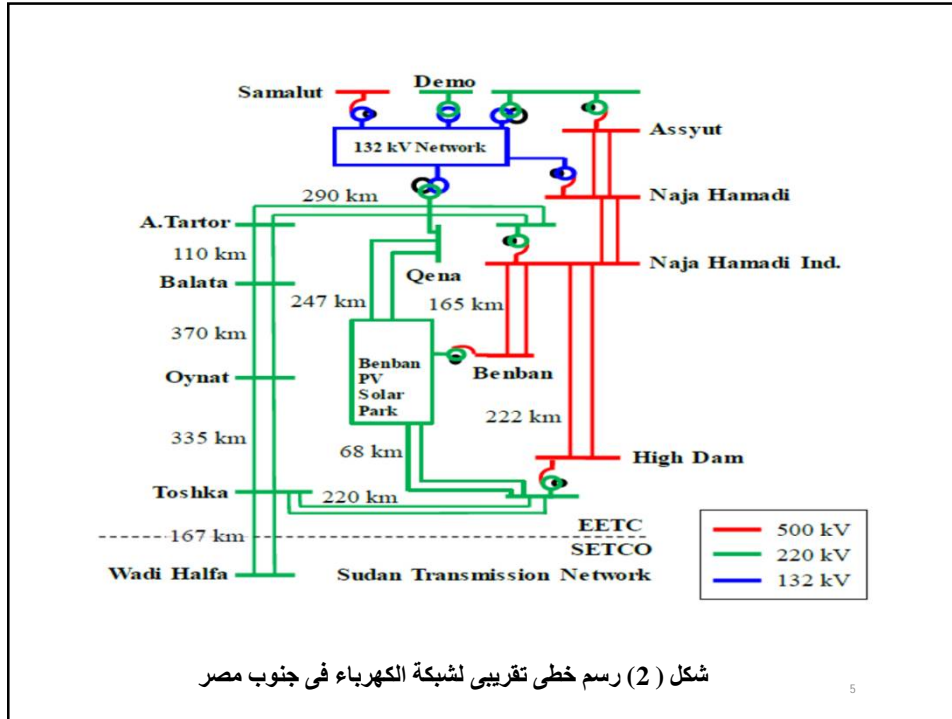 Demo
Samalut
Assyut
132 kV Network
290 km
Naja Hamadi
A.Tartor
110 km
Qena
Naja Hamadi Ind.
Balata
247 km
165 km
370 km
Benban
PV
Solar
Park
Benban
Oynat
222 km
335 km
68 km
High Dam
Toshka
220 km
EETC
167 km
SETCO
Wadi Halfa
Sudan Transmission Network
500 kV
220 kV
132 kV
شكل ( 2) رسم خطى تقريبى لشبكة الكهرباء فى جنوب مصر
5